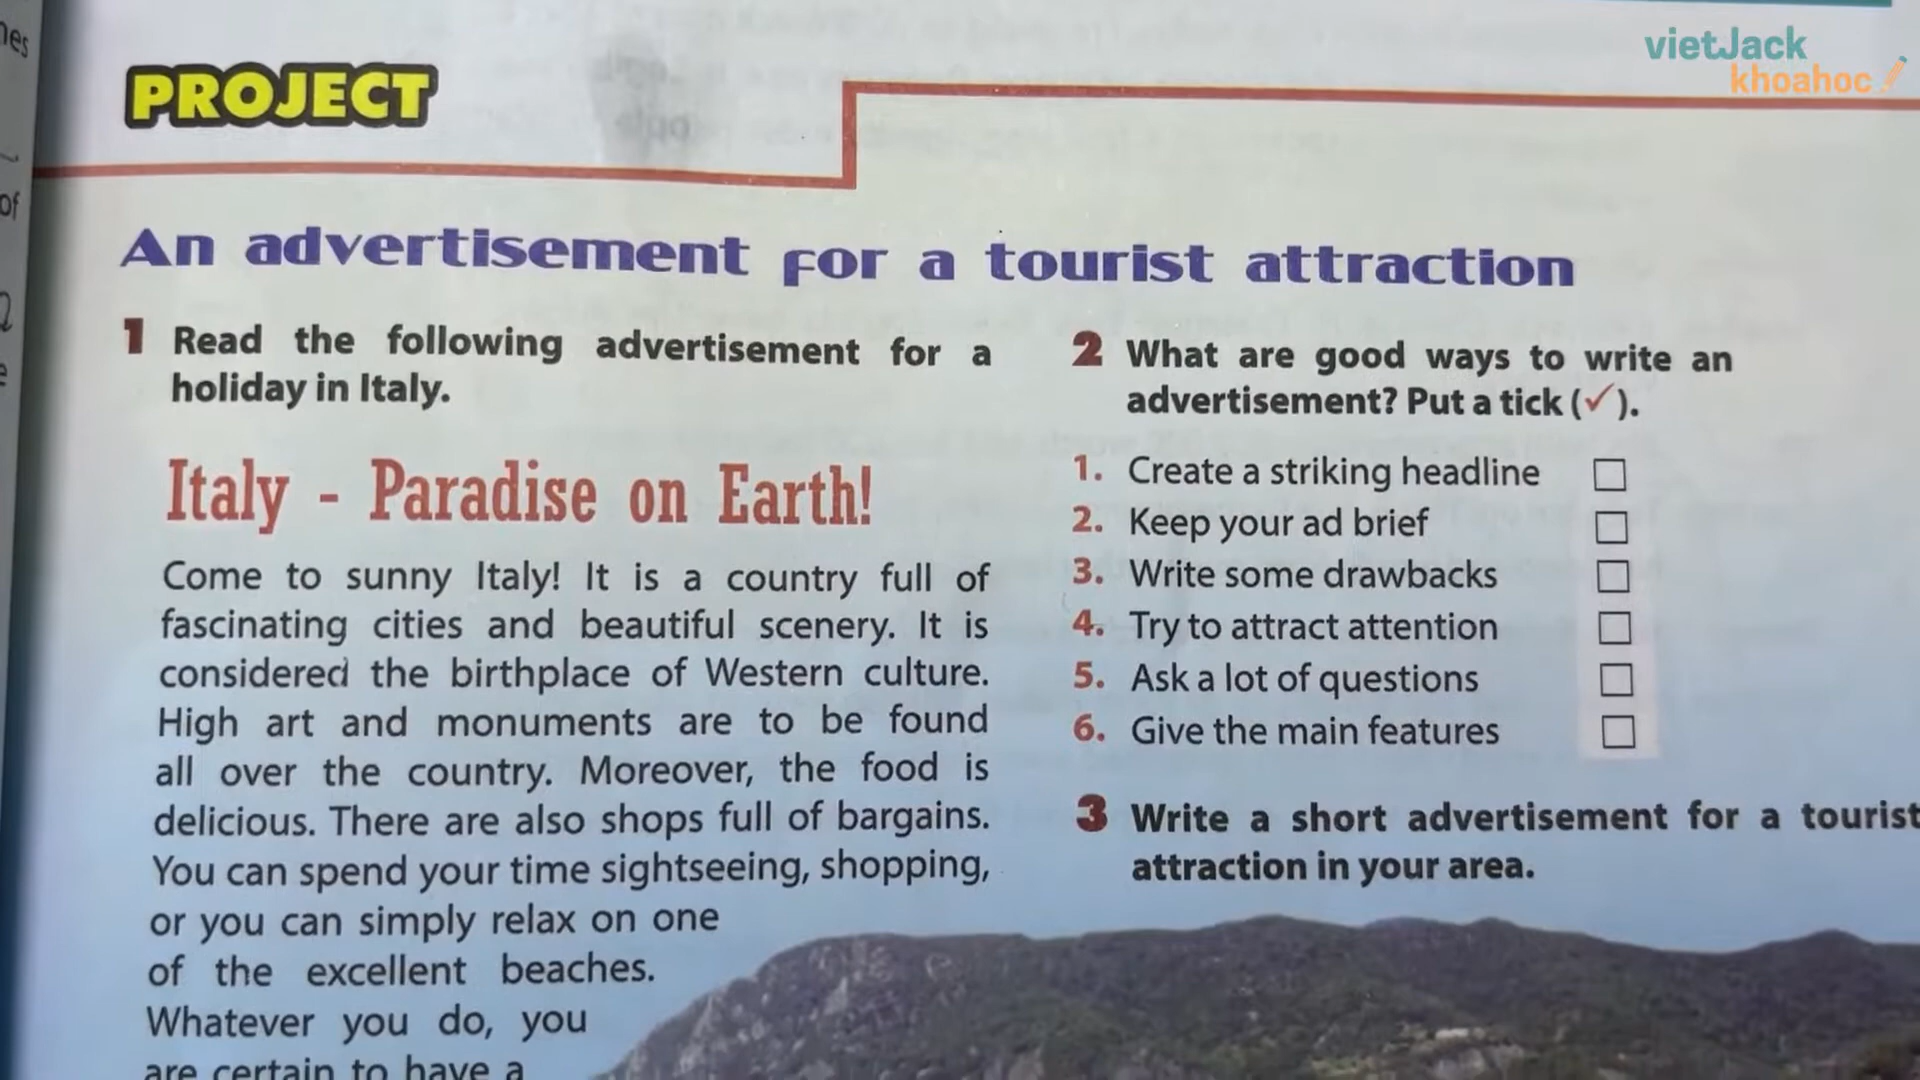 nes
of
vietJack
khoahoc
PROJECT
An advertisement for a tourist attraction
1 Read the following advertisement for a
holiday in Italy.
Italy - Paradise on Earth!
Come to sunny Italy! It is a country full of
fascinating cities and beautiful scenery. It is
considered the birthplace of Western culture.
High art and monuments are to be found
all over the country. Moreover, the food is
delicious. There are also shops full of bargains.
You can spend your time sightseeing, shopping,
or you can simply relax on one
of the excellent beaches.
Whatever you do, you
are certain to have a
2 What are good ways to write an
advertisement? Put a tick (✓).
1. Create a striking headline
2. Keep your ad brief
3. Write some drawbacks
4. Try to attract attention
5. Ask a lot of questions
6. Give the main features
3 Write a short advertisement for a tourist
attraction in your area.